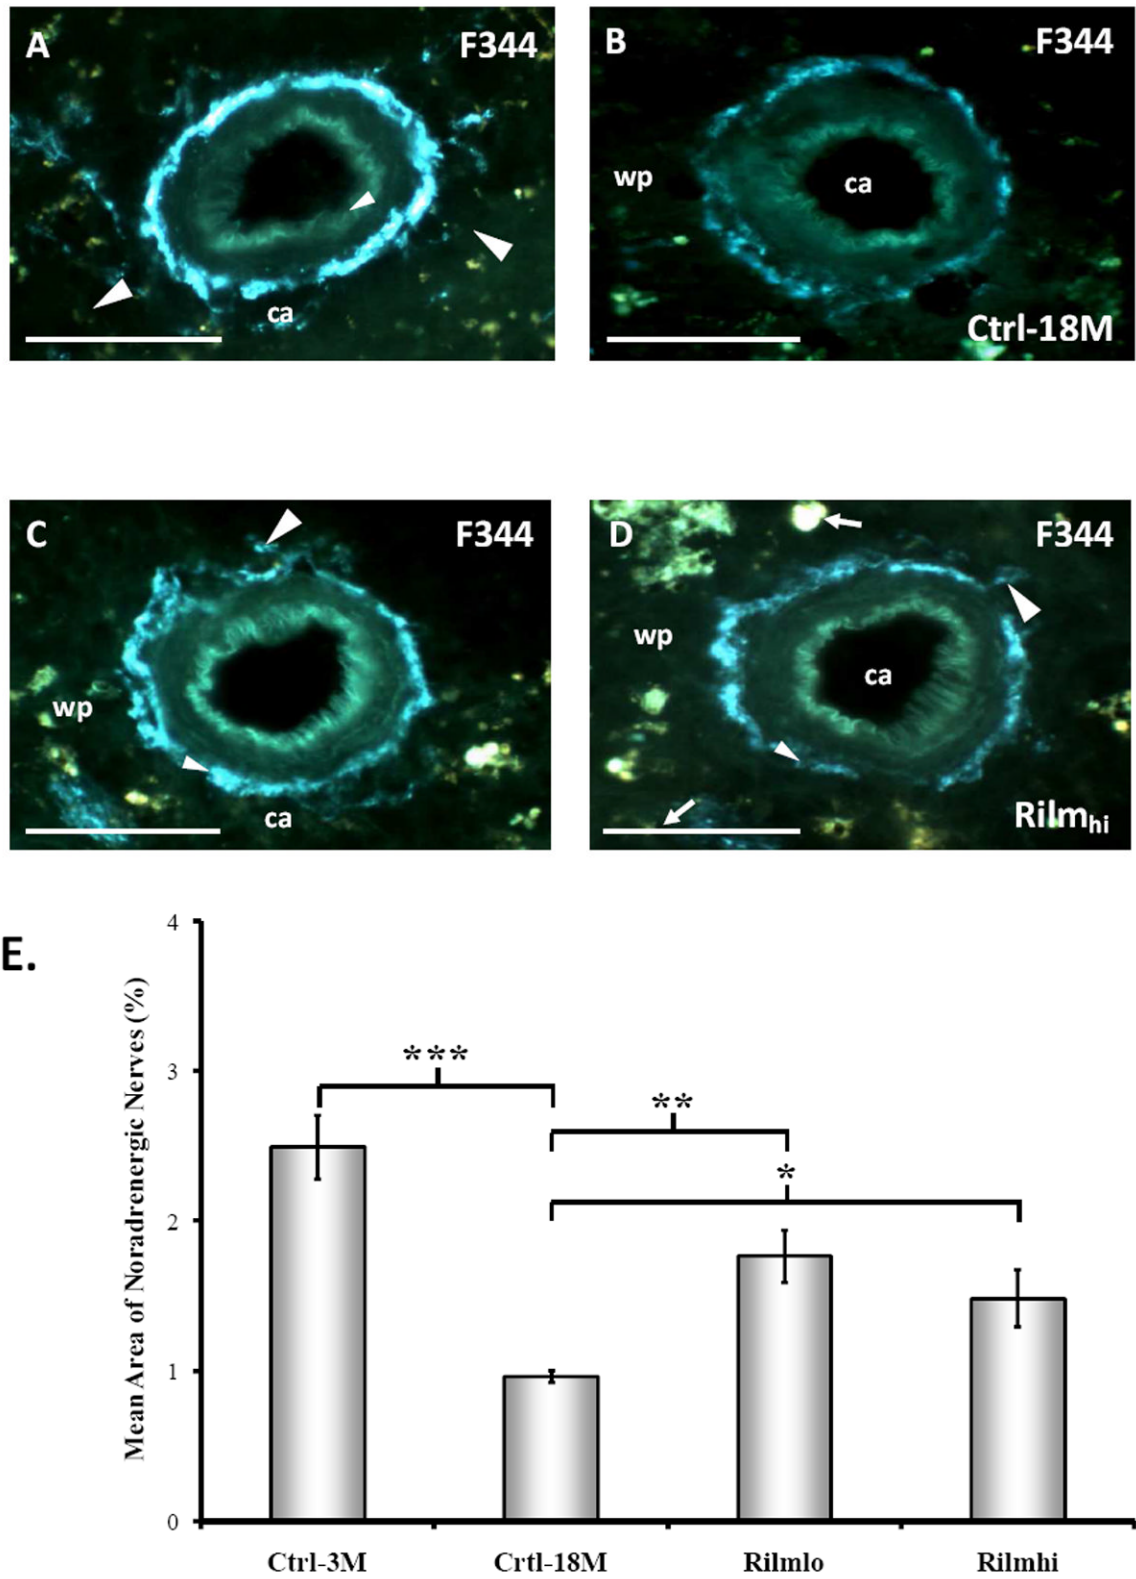 A
F344
ca
B
F344
wp
ca
Ctrl-18M
C
F344
wp
ca
D
F344
wp
ca
Rilmhi
E.
Mean Area of Noradrenergic Nerves (%)
4
3
2
1
0
***
**
*
Ctrl-3M
Crtl-18M
Rilmlo
Rilmhi